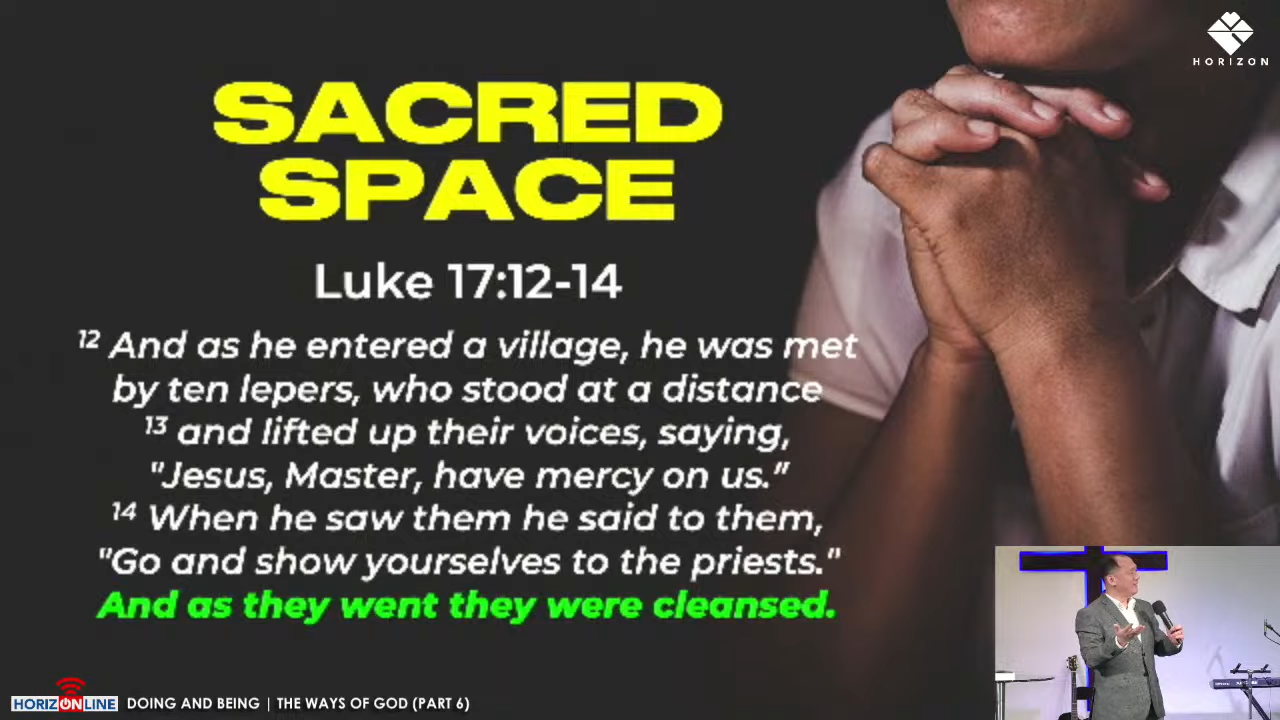 HORIZON
SACRED
SPACE
Luke 17:12-14
12 And as he entered a village, he was met
by ten lepers, who stood at a distance
13 and lifted up their voices, saying,
"Jesus, Master, have mercy on us.”
14 When he saw them he said to them,
"Go and show yourselves to the priests."
And as they went they were cleansed.
HORIZONLINE DOING AND BEING | THE WAYS OF GOD (PART 6)